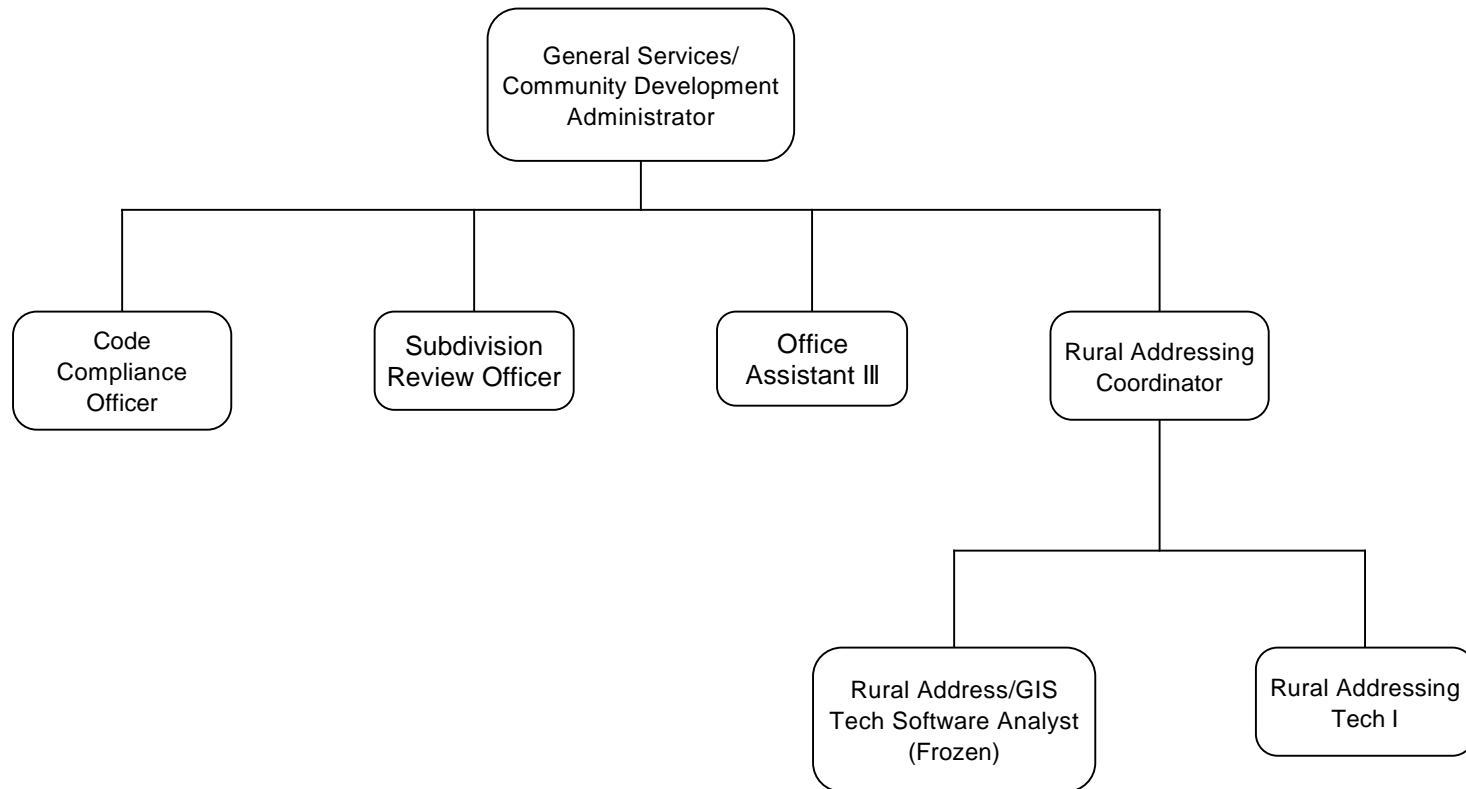 General Services/
Community Development
Administrator
Code
Compliance
Officer
Subdivision
Review Officer
Office
Assistant III
Rural Addressing
Coordinator
Rural Address/GIS
Tech Software Analyst
(Frozen)
Rural Addressing
Tech I